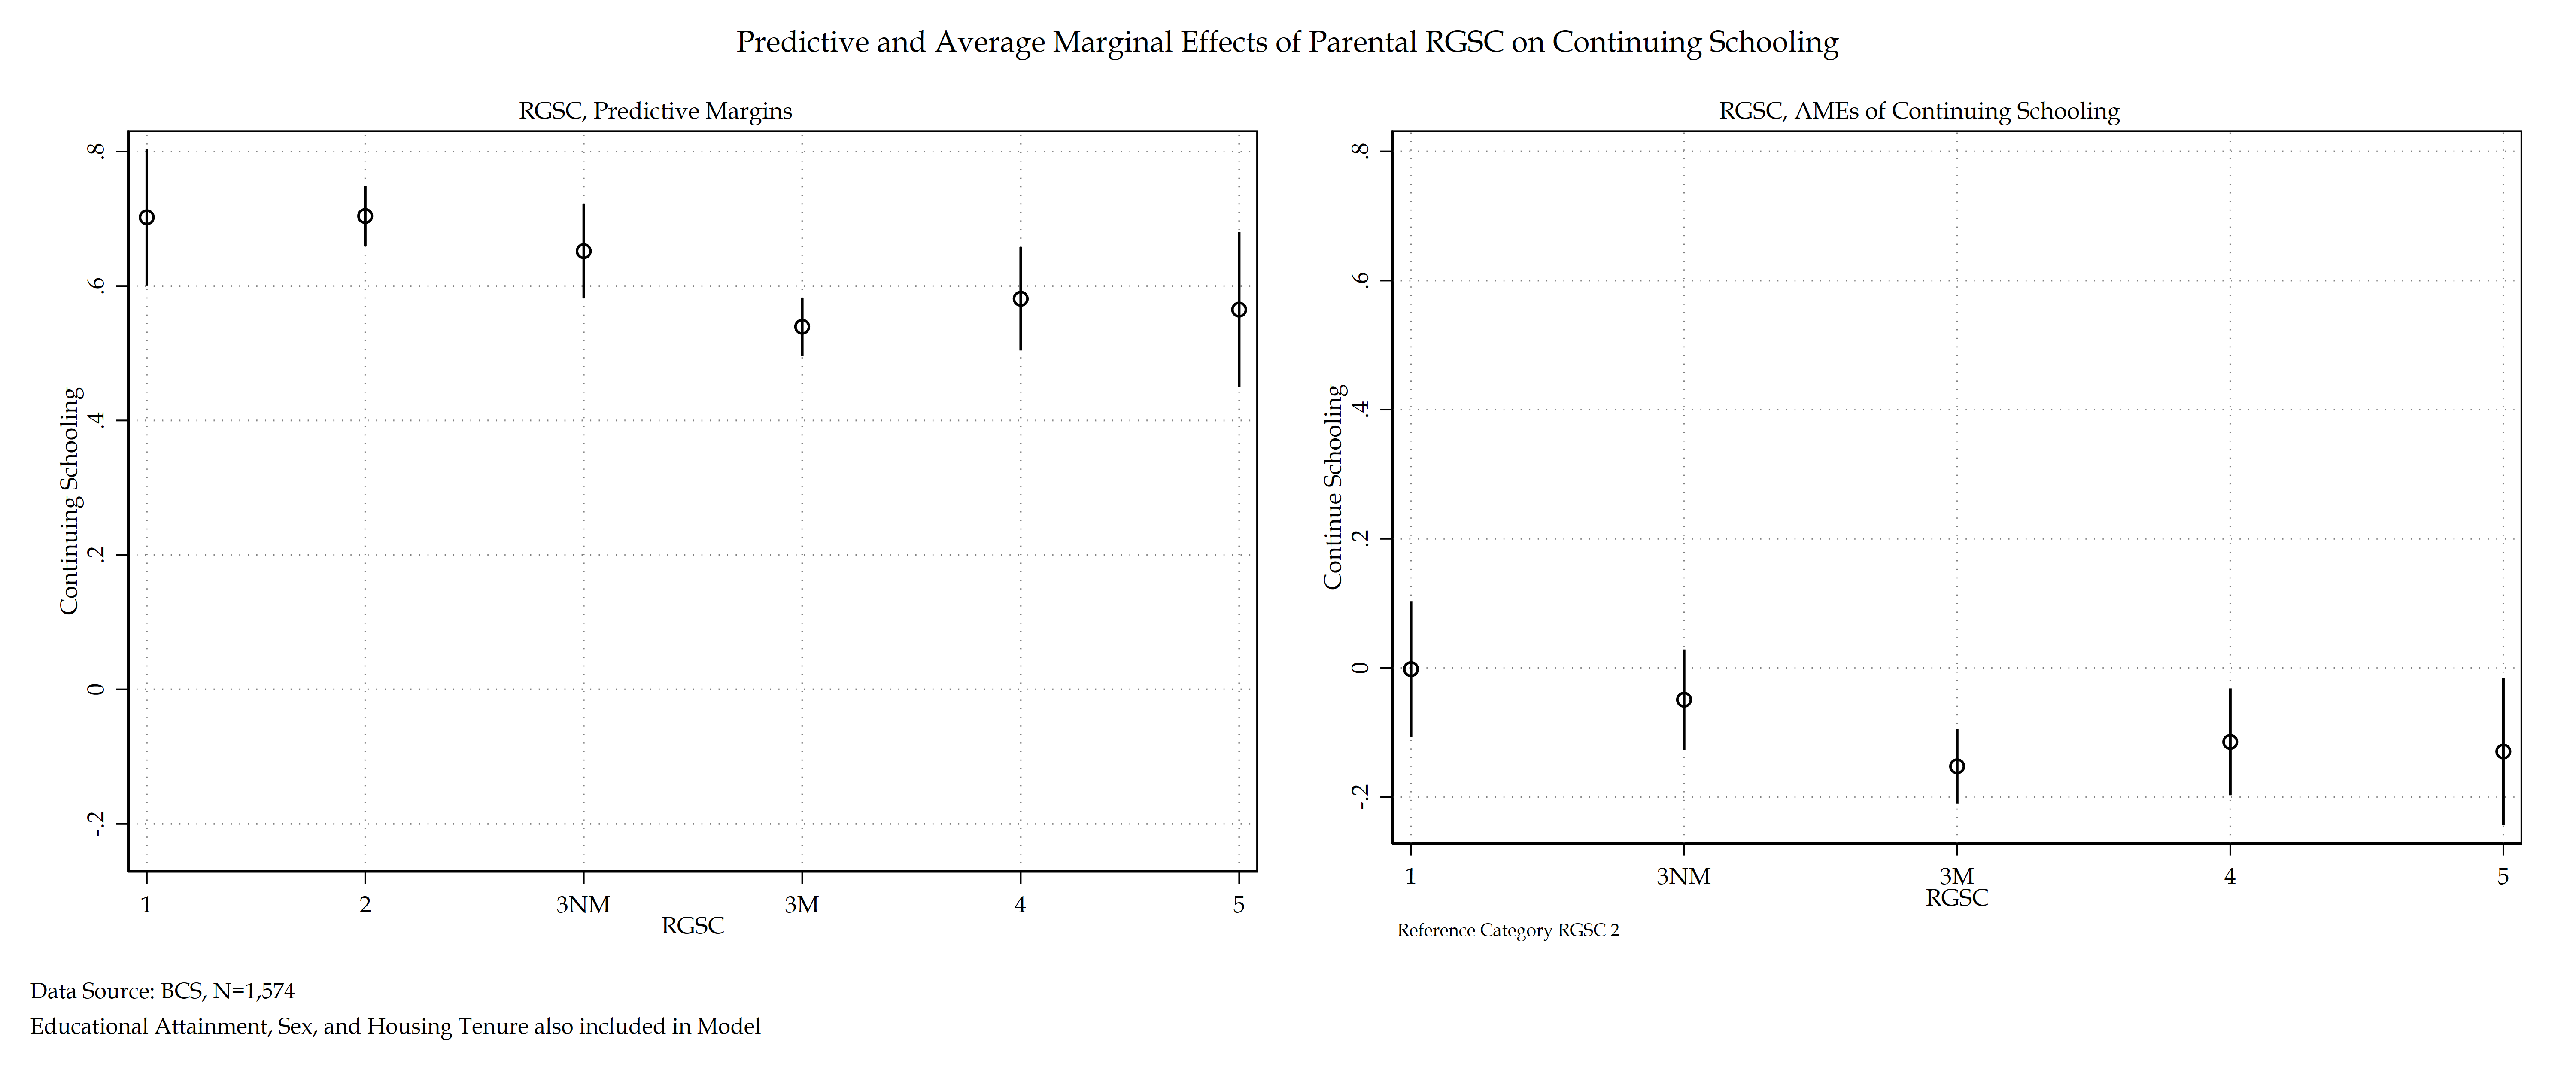 Predictive and Average Marginal Effects of Parental RGSC on Continuing Schooling
RGSC, Predictive Margins
Continuing Schooling
.8
.6
.4
.2
0
-.2
1 2 3NM 3M 4 5
RGSC
RGSC, AMEs of Continuing Schooling
Continue Schooling
.8
.6
.4
.2
0
-.2
1 3NM 3M 4 5
RGSC
Reference Category RGSC 2
Data Source: BCS, N=1,574
Educational Attainment, Sex, and Housing Tenure also included in Model